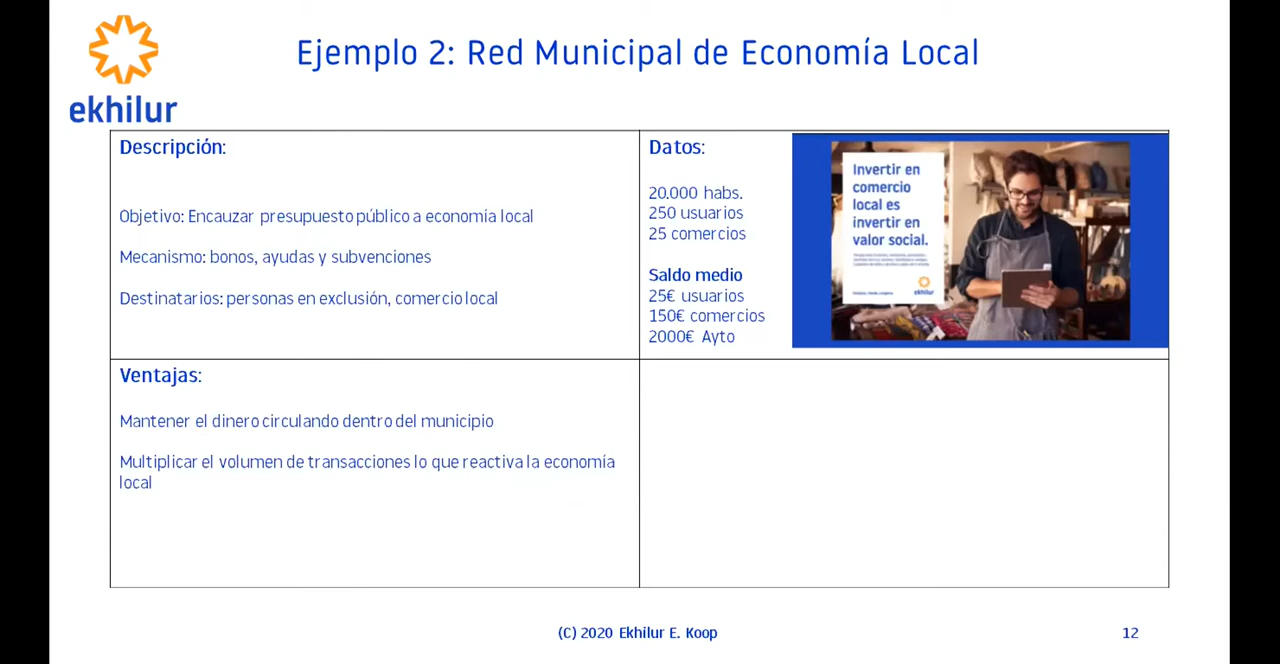 ekhilur
Ejemplo 2: Red Municipal de Economía Local
Descripción:
Objetivo: Encauzar presupuesto público a economía local
Mecanismo: bonos, ayudas y subvenciones
Destinatarios: personas en exclusión, comercio local
Datos:
20.000 habs.
250 usuarios
25 comercios
Saldo medio
25€ usuarios
150€ comercios
2000€ Ayto
Invertir en
comercio
local es
invertir en
valor social.
ekhilur
Ventajas:
Mantener el dinero circulando dentro del municipio
Multiplicar el volumen de transacciones lo que reactiva la economía
local
(C) 2020 Ekhilur E. Koop
12